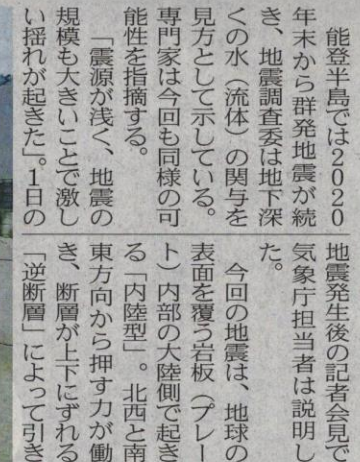 能登半島では2020
年末から群発地震が続
き、地震調査委は地下深
くの水（流体）の関与を
見方として示している。
専門家は今回も同様の可
能性を指摘する。
「震源が浅く、地震の
規模も大きいことで激し
い揺れが起きた」。1日の
地震発生後の記者会見で
気象庁担当者は説明し
た。
今回の地震は、地球の
表面を覆う岩板（プレー
ト）内部の大陸側で起き
る「内陸型」。北西と南
東方向から押す力が働
き、断層が上下にずれる
「逆断層」によって引き